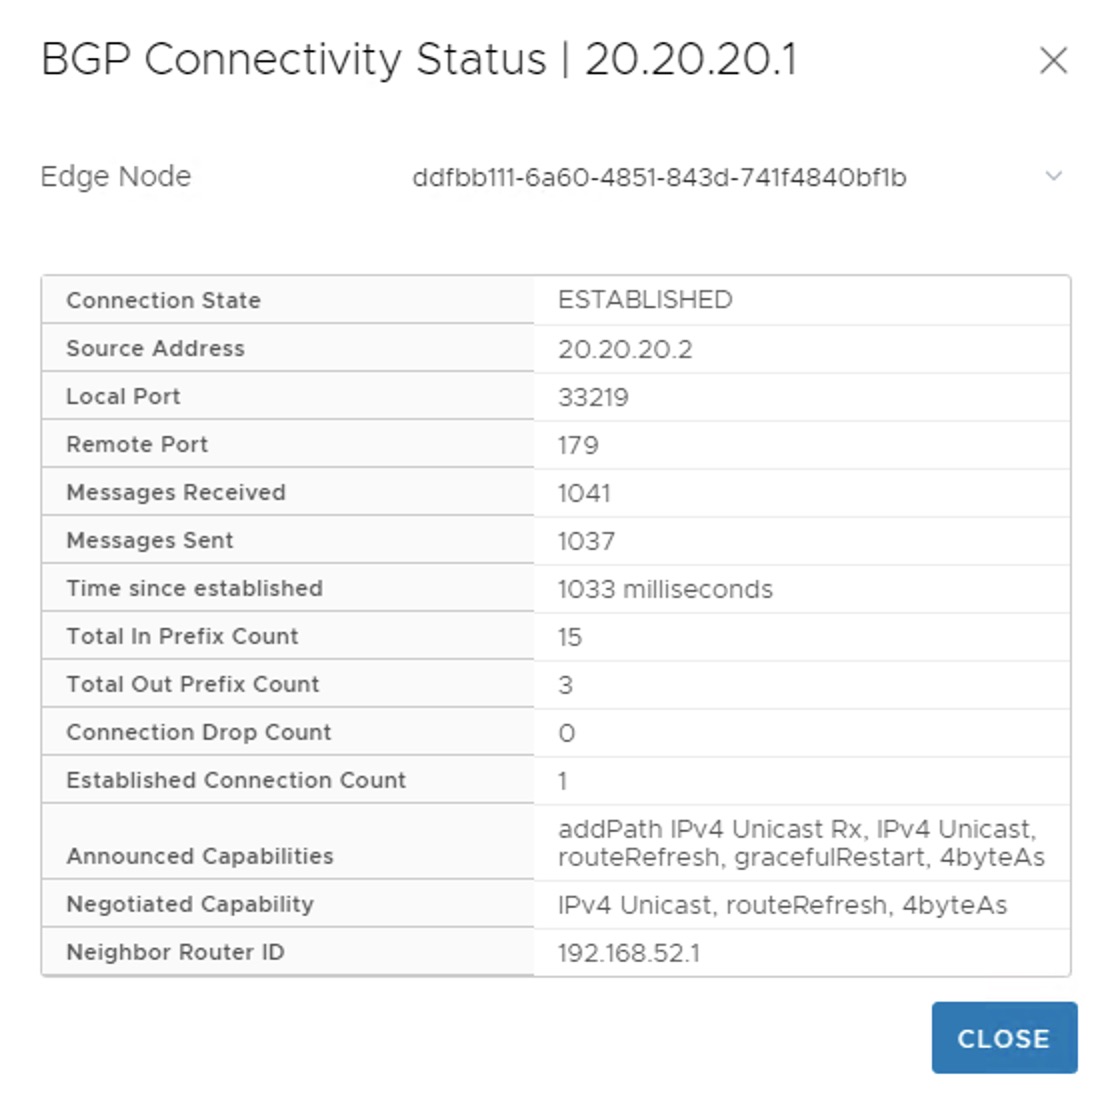 BGP Connectivity Status | 20.20.20.1
Edge Node ddfbb111-6a60-4851-843d-741f4840bf1b
Connection State ESTABLISHED
Source Address 20.20.20.2
Local Port 33219
Remote Port 179
Messages Received 1041
Messages Sent 1037
Time since established 1033 milliseconds
Total In Prefix Count 15
Total Out Prefix Count 3
Connection Drop Count 0
Established Connection Count 1
Announced Capabilities addPath IPv4 Unicast Rx, IPv4 Unicast,
routeRefresh, gracefulRestart, 4byteAs
Negotiated Capability IPv4 Unicast, routeRefresh, 4byteAs
Neighbor Router ID 192.168.52.1
CLOSE